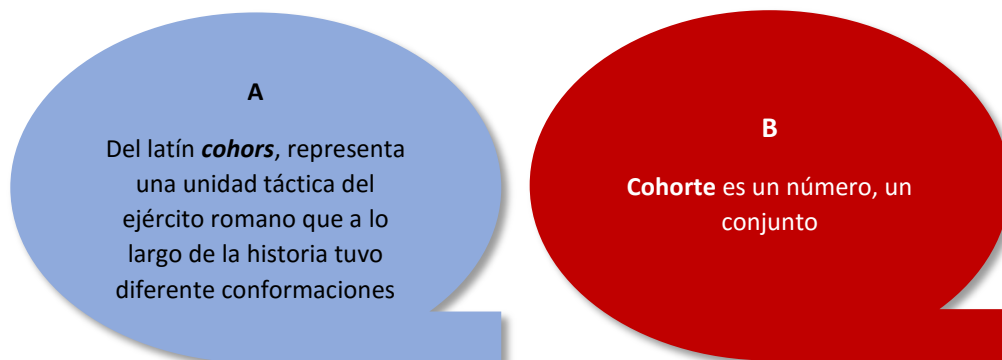 A
Del latín cohors, representa
una unidad táctica del
ejército romano que a lo
largo de la historia tuvo
diferente conformaciones
B
Cohorte es un número, un
conjunto